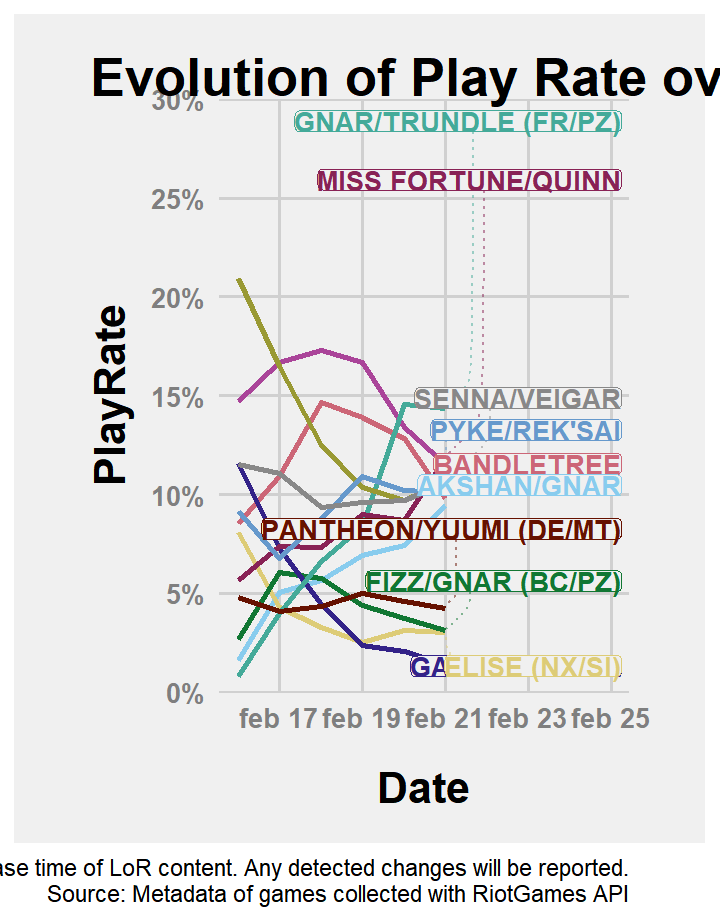 Evolution of Play Rate ov
30%
GNAR/TRUNDLE (FR/PZ)
MISS FORTUNE/QUINN
25%
20%
15%
SENNA/VEIGAR
PYKE/REK'SAI
BANDLETREE
AKSHAN/GNAR
10%
PANTHEON/YUUMI (DE/MT)
FIZZ/GNAR (BC/PZ)
5%
GA
ELISE (NX/SI)
0%
PlayRate
feb 17 feb 19 feb 21 feb 23 feb 25
Date
ase time of LoR content. Any detected changes will be reported.
Source: Metadata of games collected with RiotGames API